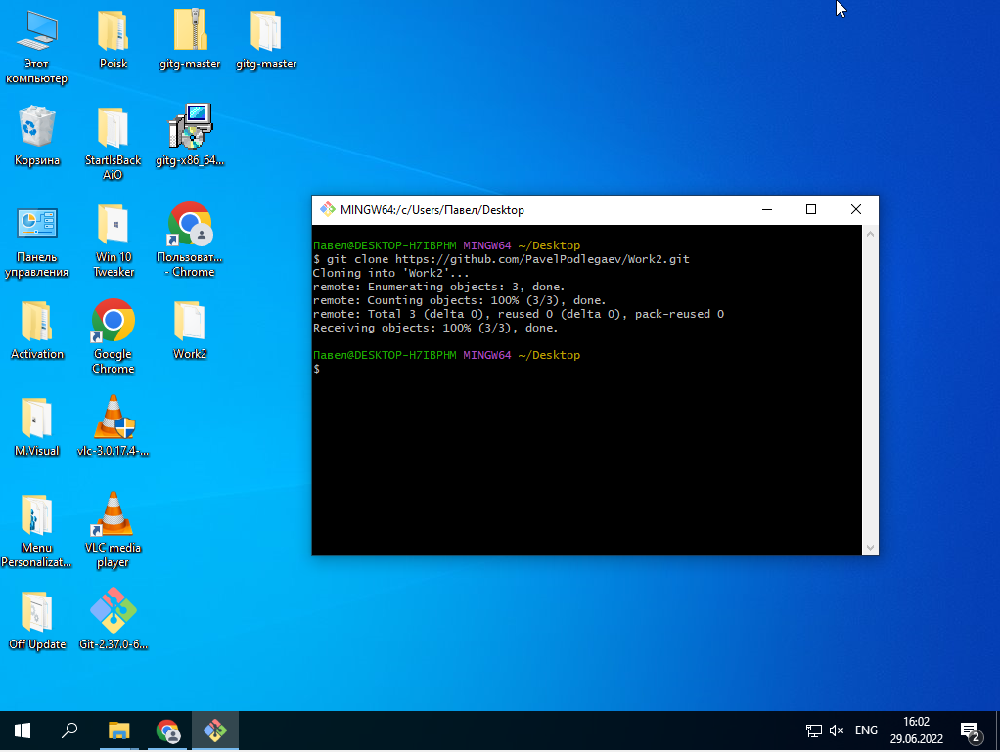 Этот
компьютер
Poisk
gitg-master
gitg-master
Корзина
StartIsBack
AiO
gitg-x86_64...
Панель
управления
Win 10
Tweaker
Пользоват...
- Chrome
Activation
Google
Chrome
Work2
M.Visual
vlc-3.0.17.4-...
Menu
Personalizat...
VLC media
player
Off Update
Git-2.37.0-6...
MINGW64:/c/Users/Павел/Desktop
Павел@DESKTOP-H7IBPHM MINGW64 ~/Desktop
$ git clone https://github.com/PavelPodlegaev/Work2.git
Cloning into 'Work2'...
remote: Enumerating objects: 3, done.
remote: Counting objects: 100% (3/3), done.
remote: Total 3 (delta 0), reused 0 (delta 0), pack-reused 0
Receiving objects: 100% (3/3), done.
Павел@DESKTOP-H7IBPHM MINGW64 ~/Desktop
$
ENG
16:02
29.06.2022
2